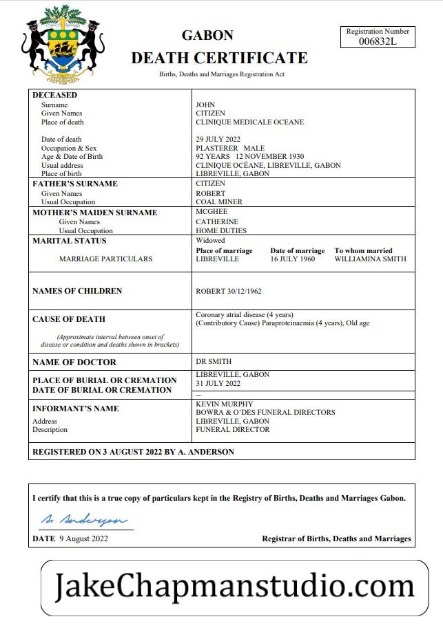 GABON
DEATH CERTIFICATE
Births, Deaths and Marriages Registration Act
Registration Number
006832L
DECEASED
Surname JOHN
Given Names CITIZEN
Place of death CLINIQUE MEDICALE OCEANE
Date of death 29 JULY 2022
Occupation & Sex PLASTERER MALE
Age & Date of Birth 92 YEARS 12 NOVEMBER 1930
Usual address CLINIQUE OCÉANE, LIBREVILLE, GABON
Place of birth LIBREVILLE, GABON
FATHER'S SURNAME CITIZEN
Given Names ROBERT
Usual Occupation COAL MINER
MOTHER'S MAIDEN SURNAME MCGHEE
Given Names CATHERINE
Usual Occupation HOME DUTIES
MARITAL STATUS Widowed
Place of marriage Date of marriage To whom married
MARRIAGE PARTICULARS LIBREVILLE 16 JULY 1960 WILLIAMINA SMITH
NAMES OF CHILDREN ROBERT 30/12/1962
CAUSE OF DEATH Coronary atrial disease (4 years)
(Contributory Cause) Paraproteinaemia (4 years), Old age
(Approximate interval between onset of
disease or condition and deaths shown in brackets)
NAME OF DOCTOR DR SMITH
PLACE OF BURIAL OR CREMATION LIBREVILLE, GABON
DATE OF BURIAL OR CREMATION 31 JULY 2022
--
INFORMANT'S NAME KEVIN MURPHY
BOWRA & O'DES FUNERAL DIRECTORS
Address LIBREVILLE, GABON
Description FUNERAL DIRECTOR
REGISTERED ON 3 AUGUST 2022 BY A. ANDERSON
I certify that this is a true copy of particulars kept in the Registry of Births, Deaths and Marriages Gabon.
A. Anderson
DATE 9 August 2022 Registrar of Births, Deaths and Marriages
JakeChapmanstudio.com